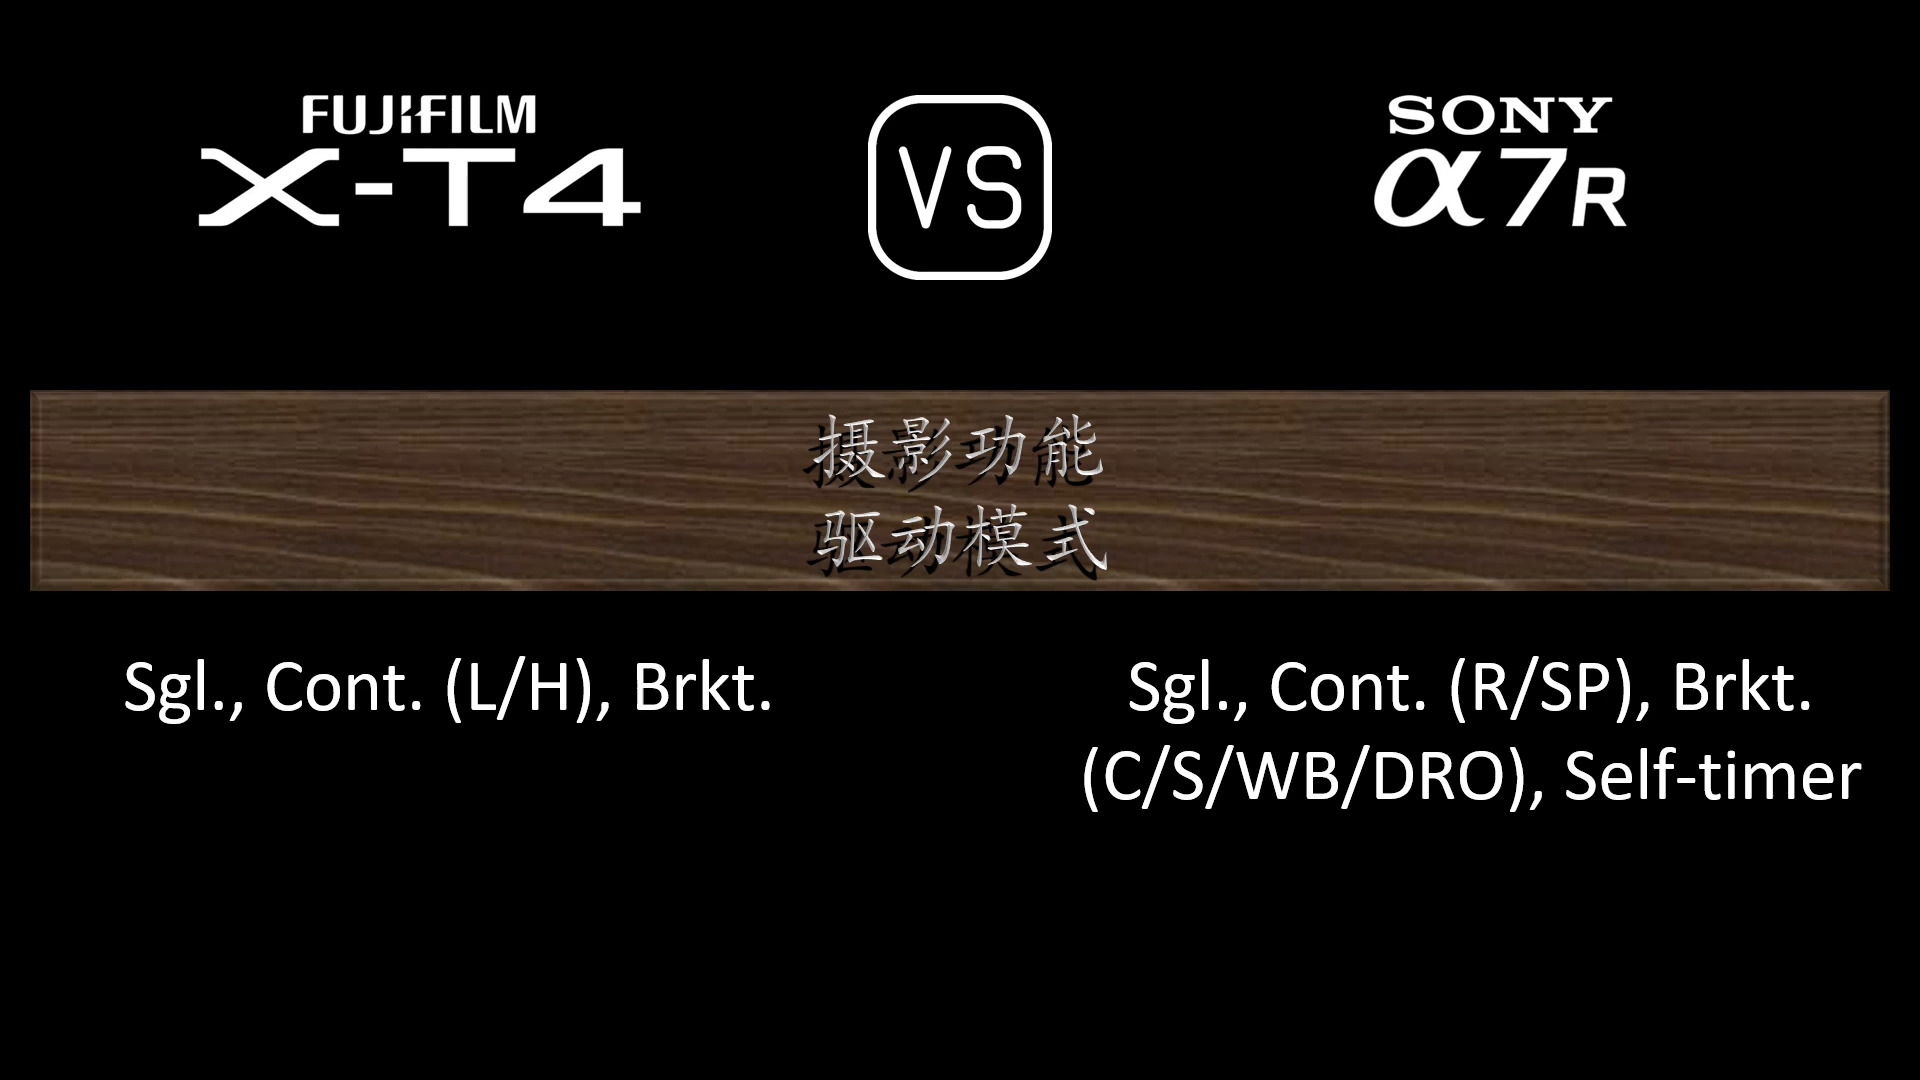 FUJIFILM
X-T4
VS
SONY
α7R
摄影功能
驱动模式
Sgl., Cont. (L/H), Brkt.
Sgl., Cont. (R/SP), Brkt.
(C/S/WB/DRO), Self-timer